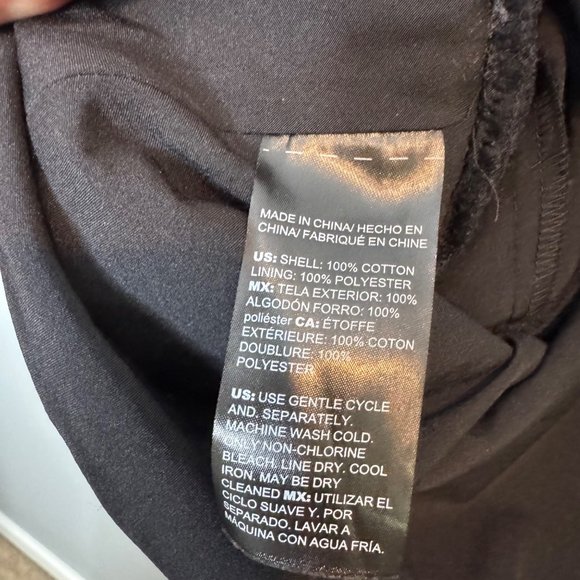 MADE IN CHINA/ HECHO EN
CHINA/ FABRIQUÉ EN CHINE
US: SHELL: 100% COTTON
LINING: 100% POLYESTER
MX: TELA EXTERIOR: 100%
ALGODÓN FORRO: 100%
poliéster CA: ÉTOFFE
EXTÉRIEURE: 100% COTON
DOUBLURE: 100%
POLYESTER
US: USE GENTLE CYCLE
AND. SEPARATELY.
MACHINE WASH COLD.
ONLY NON-CHLORINE
BLEACH. LINE DRY. COOL
IRON. MAY BE DRY
CLEANED MX: UTILIZAR EL
CICLO SUAVE Y. POR
SEPARADO. LAVAR A
MÁQUINA CON AGUA FRÍA.